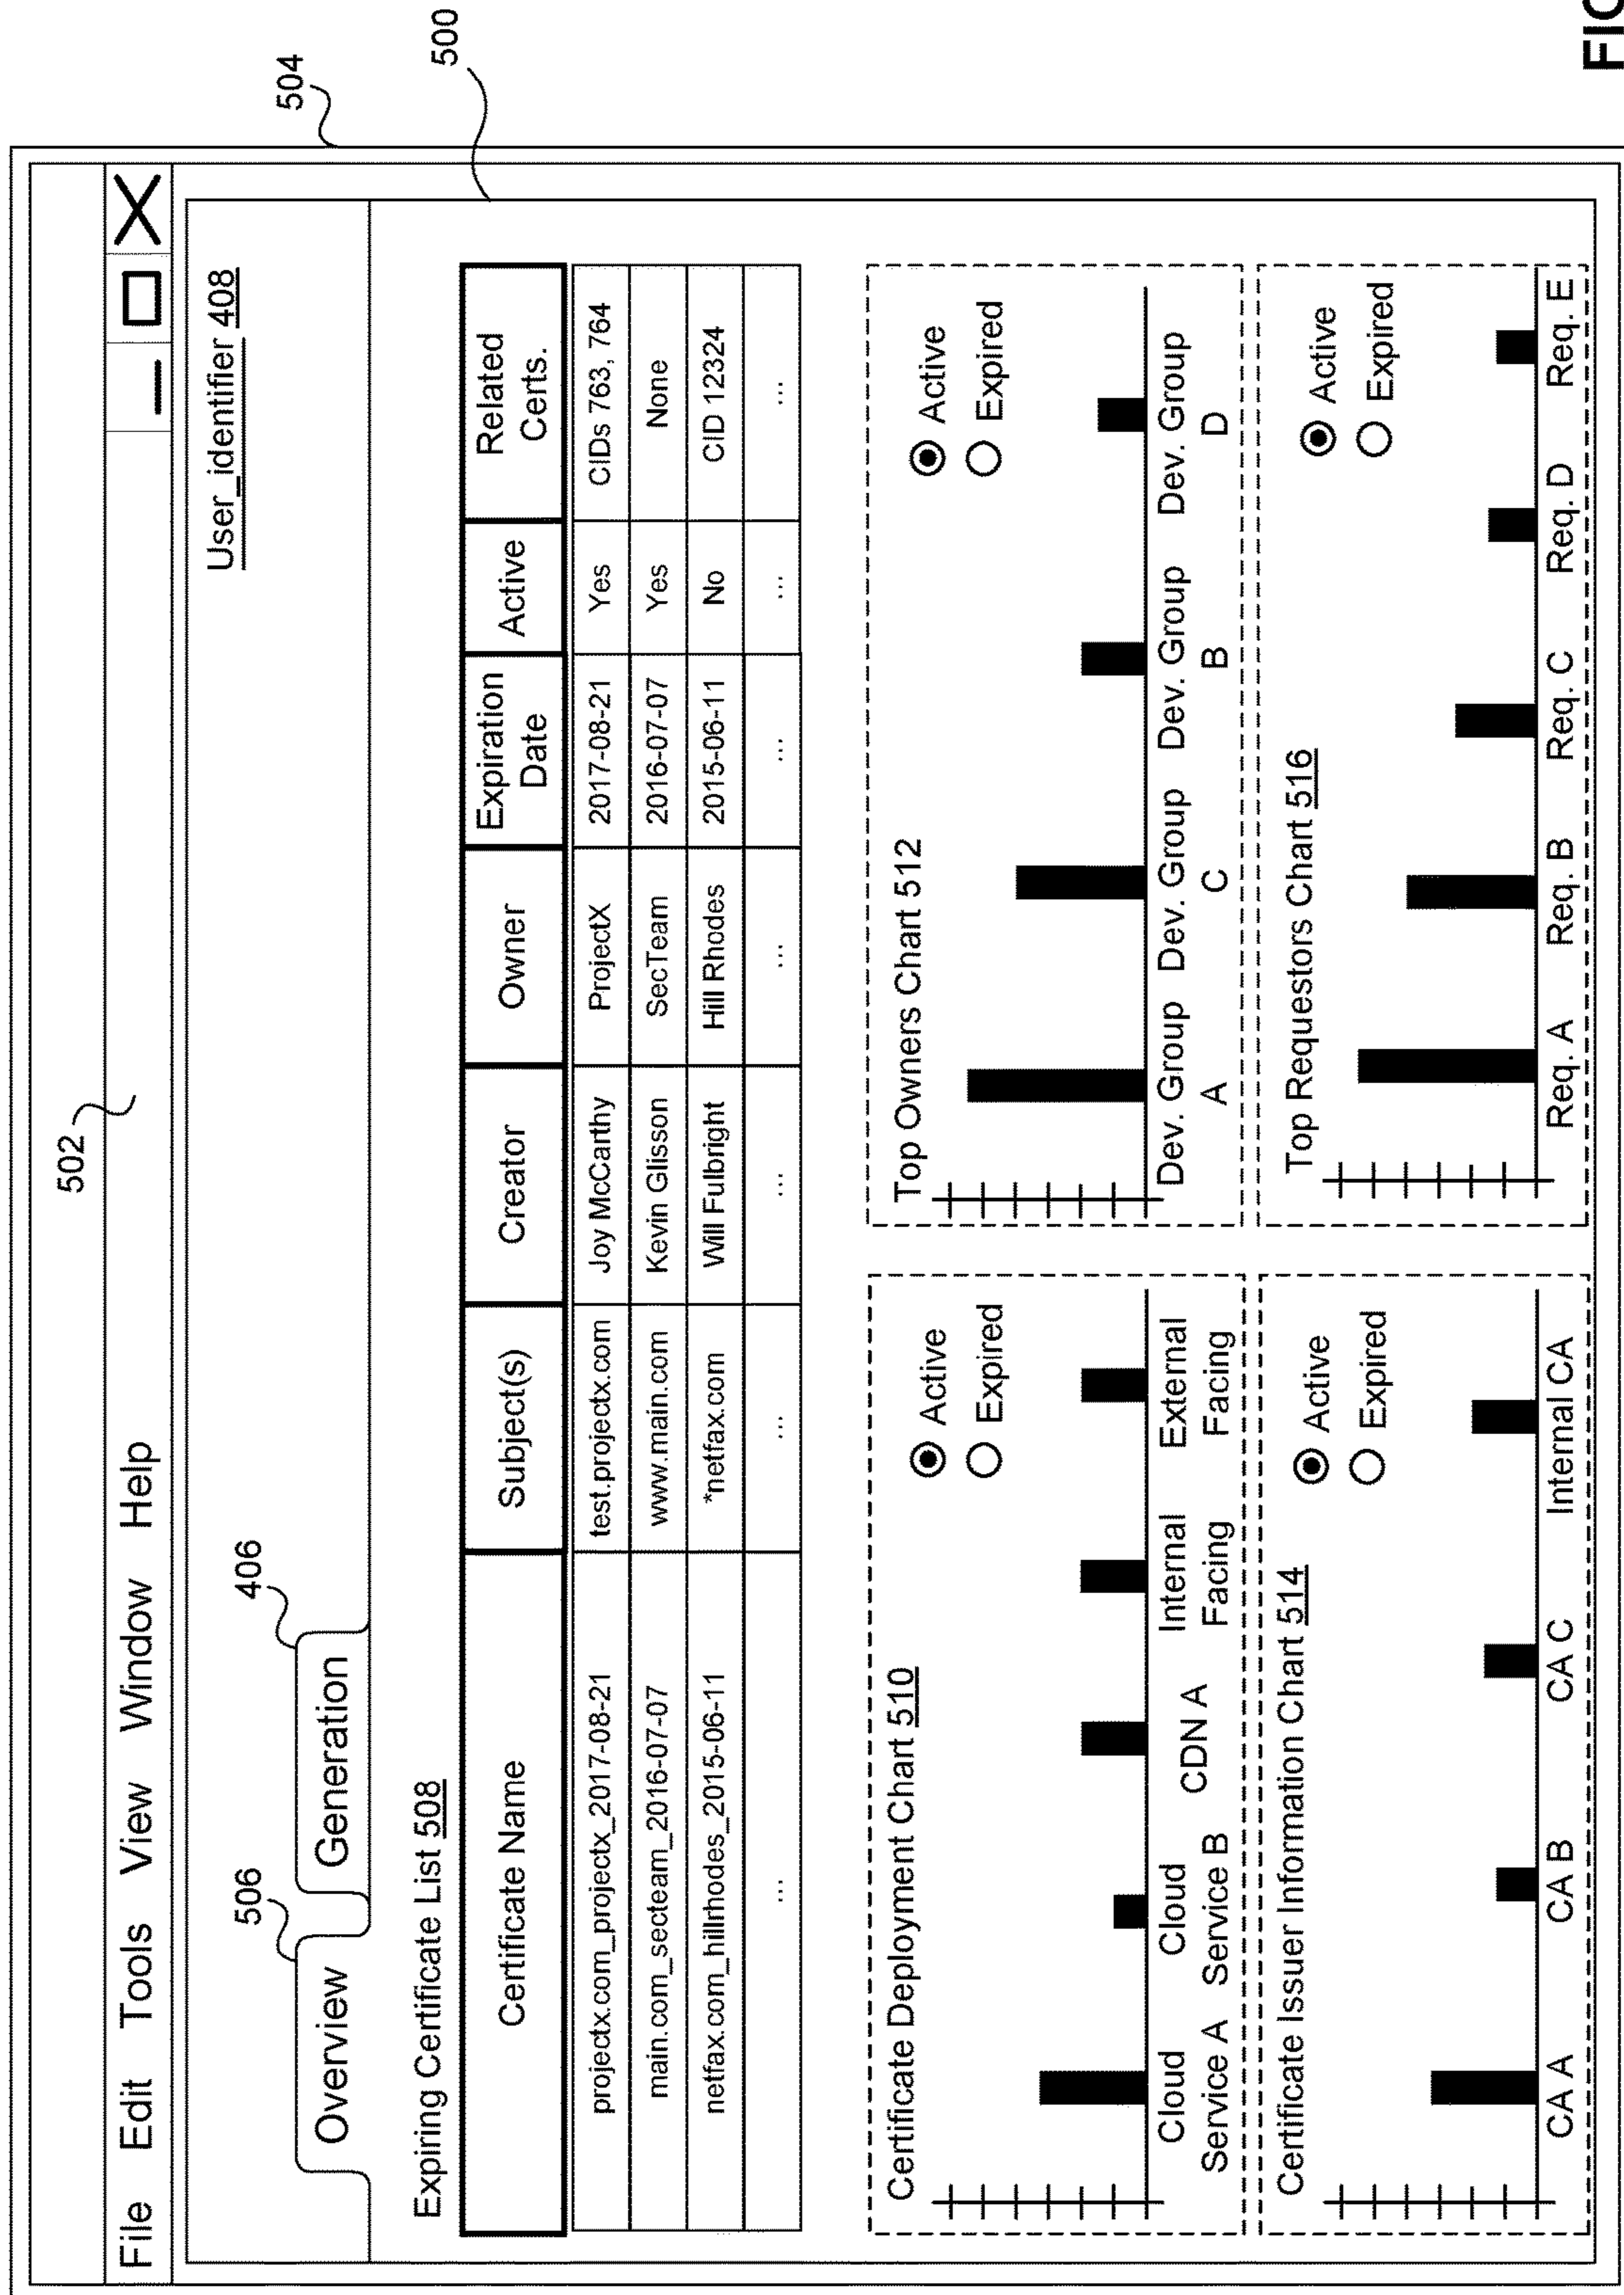 502
504
500
File Edit Tools View Window Help
User_identifier 408
506
406
Overview
Generation
Expiring Certificate List 508
Certificate Name Subject(s) Creator Owner Expiration Date Active Related Certs.
projectx.com_projectx_2017-08-21 test.projectx.com Joy McCarthy ProjectX 2017-08-21 Yes CIDs 763, 764
main.com_secteam_2016-07-07 www.main.com Kevin Glisson SecTeam 2016-07-07 Yes None
netfax.com_hillrhodes_2015-06-11 *netfax.com Will Fulbright Hill Rhodes 2015-06-11 No CID 12324
... ... ... ... ... ... ...
Certificate Deployment Chart 510
Active
Expired
Cloud Service A
Cloud Service B
CDN A
Internal Facing
External Facing
Top Owners Chart 512
Active
Expired
Dev. Group A
Dev. Group C
Dev. Group B
Dev. Group D
Certificate Issuer Information Chart 514
Active
Expired
CA A CA B CA C Internal CA
Top Requestors Chart 516
Active
Expired
Req. A Req. B Req. C Req. D Req. E